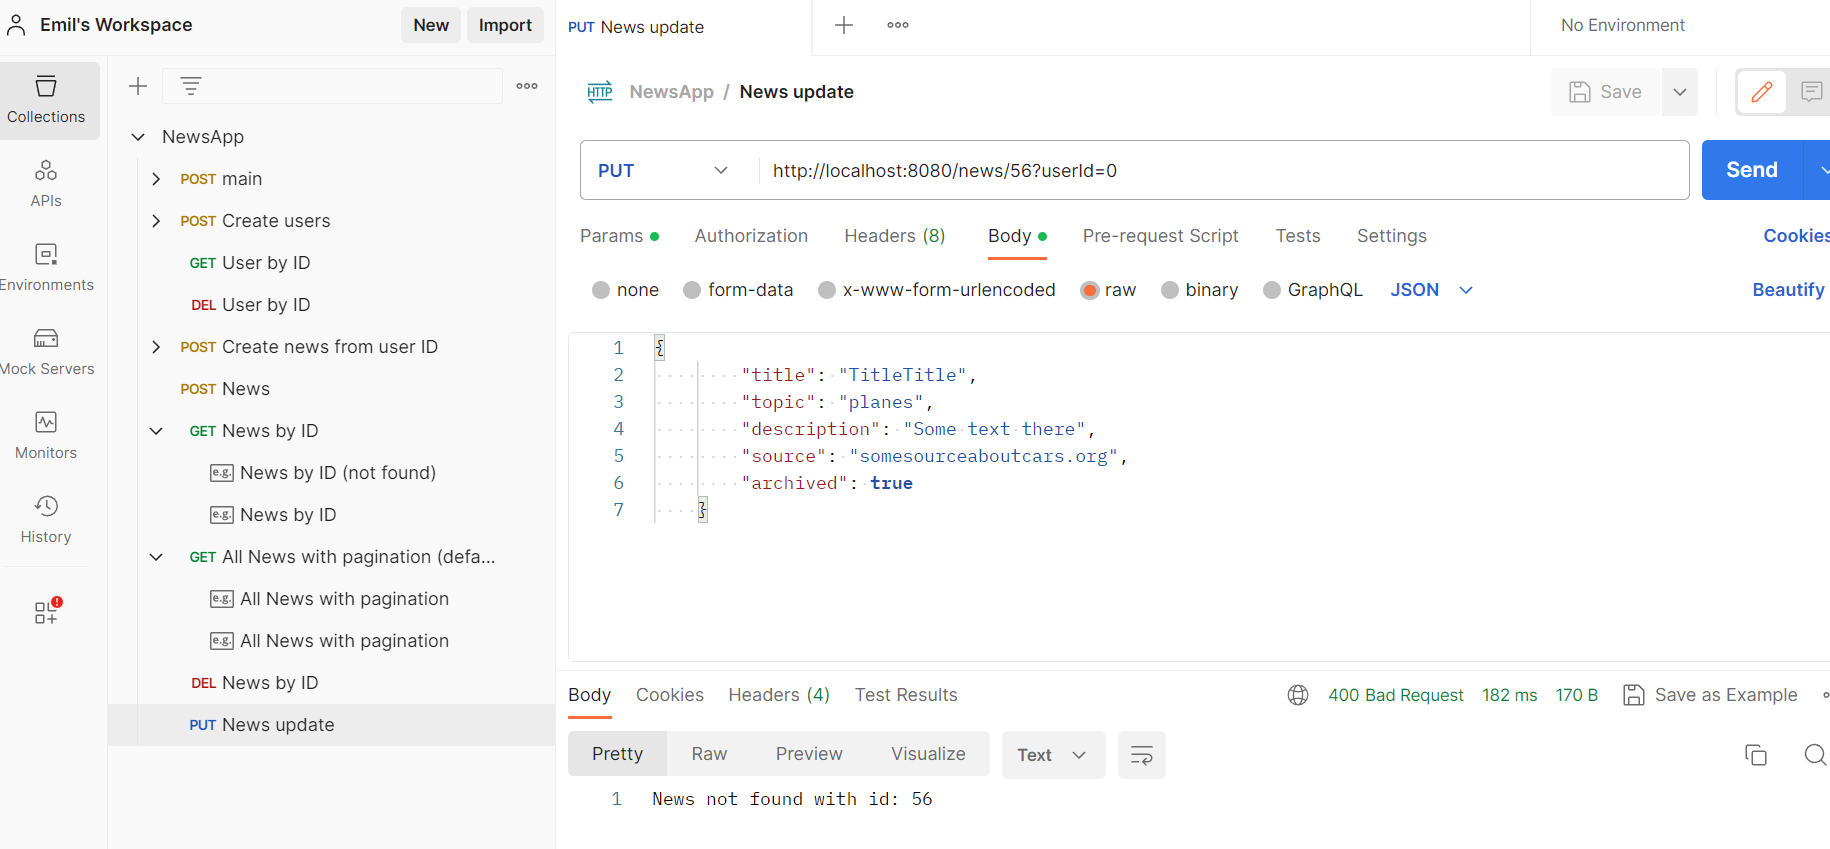 Emil's Workspace
New
Import
Collections
APIs
Environments
Mock Servers
Monitors
History
NewsApp
POST main
POST Create users
GET User by ID
DEL User by ID
POST Create news from user ID
POST News
GET News by ID
e.g. News by ID (not found)
e.g. News by ID
GET All News with pagination (defa...
e.g. All News with pagination
e.g. All News with pagination
DEL News by ID
PUT News update
PUT News update
No Environment
HTTP NewsApp / News update
Save
PUT
http://localhost:8080/news/56?userId=0
Send
Params
Authorization
Headers (8)
Body
Pre-request Script
Tests
Settings
Cookies
none
form-data
x-www-form-urlencoded
raw
binary
GraphQL
JSON
Beautify
1 {
2 "title": "TitleTitle",
3 "topic": "planes",
4 "description": "Some text there",
5 "source": "somesourceaboutcars.org",
6 "archived": true
7 }
Body
Cookies
Headers (4)
Test Results
400 Bad Request
182 ms
170 B
Save as Example
Pretty
Raw
Preview
Visualize
Text
1 News not found with id: 56